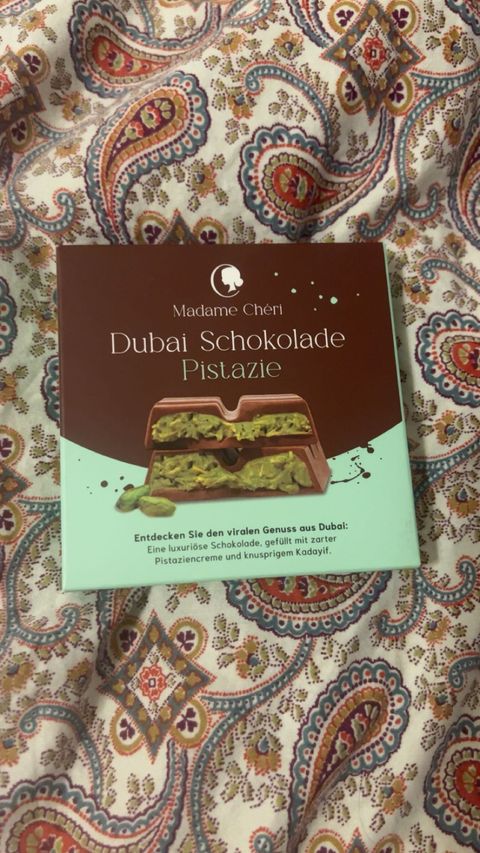 Madame Chéri
Dubai Schokolade
Pistazie
Entdecken Sie den viralen Genuss aus Dubai:
Eine luxuriöse Schokolade, gefüllt mit zarter
Pistaziencreme und knusprigem Kadayif.